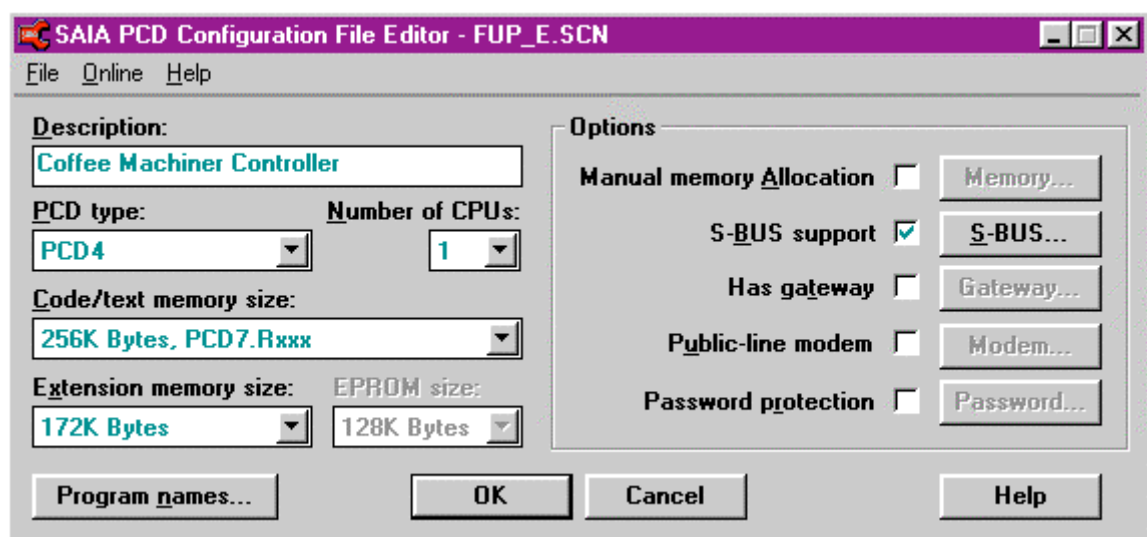 SAIA PCD Configuration File Editor - FUP_E.SCN
File Online Help
Description:
Coffee Machiner Controller
PCD type: Number of CPUs:
PCD4 1
Code/text memory size:
256K Bytes, PCD7.Rxxx
Extension memory size: EPROM size:
172K Bytes 128K Bytes
Options
Manual memory Allocation Memory...
S-BUS support S-BUS...
Has gateway Gateway...
Public-line modem Modem...
Password protection Password...
Program names... OK Cancel Help